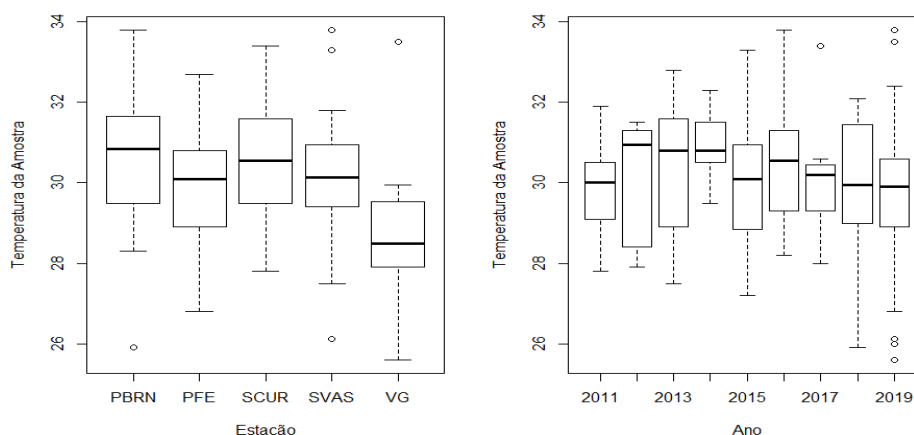 Temperatura da Amostra
34
32
30
28
26
PBRN PFE SCUR SVAS VG
Estação
Temperatura da Amostra
34
32
30
28
26
2011 2013 2015 2017 2019
Ano